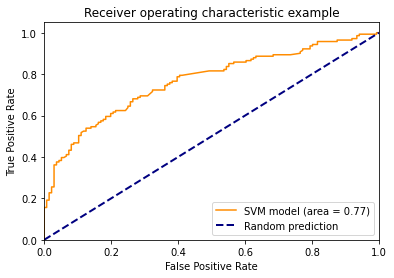 Receiver operating characteristic example
True Positive Rate
1.0
0.8
0.6
0.4
0.2
0.0
SVM model (area = 0.77)
Random prediction
0.0 0.2 0.4 0.6 0.8 1.0
False Positive Rate